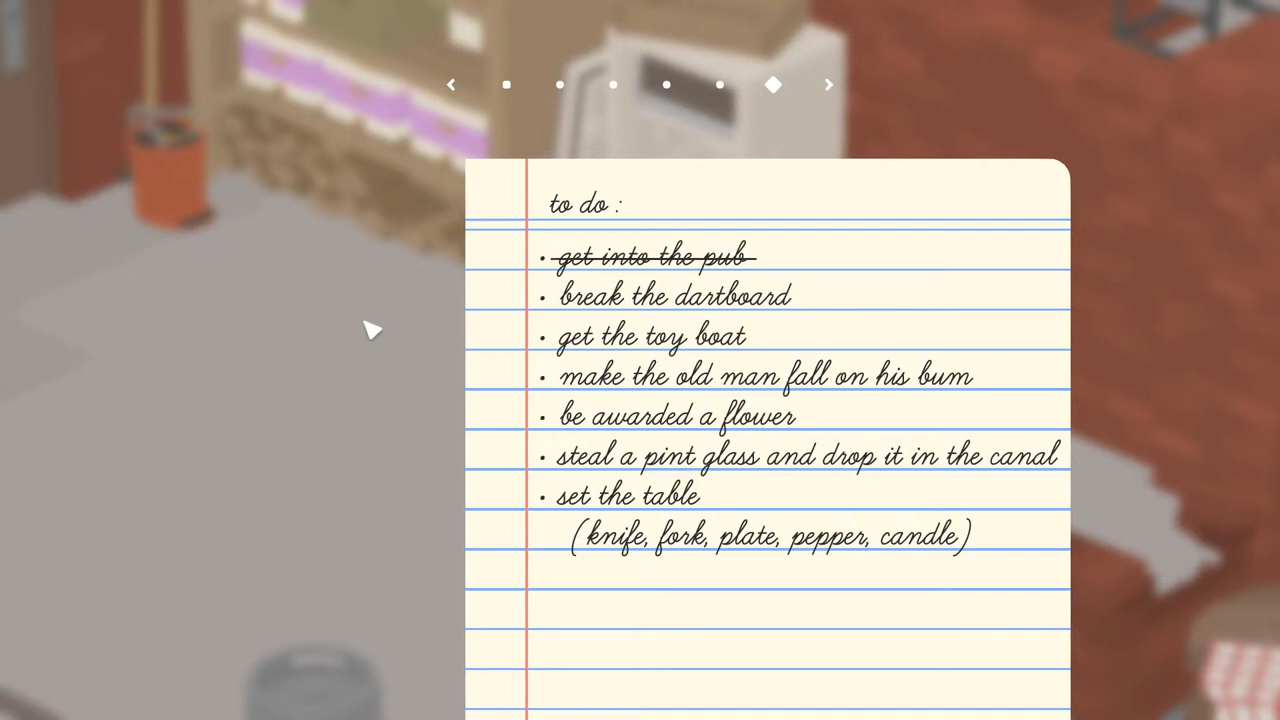 to do :
• get into the pub
• break the dartboard
• get the toy boat
• make the old man fall on his bum
• be awarded a flower
• steal a pint glass and drop it in the canal
• set the table
(knife, fork, plate, pepper, candle)